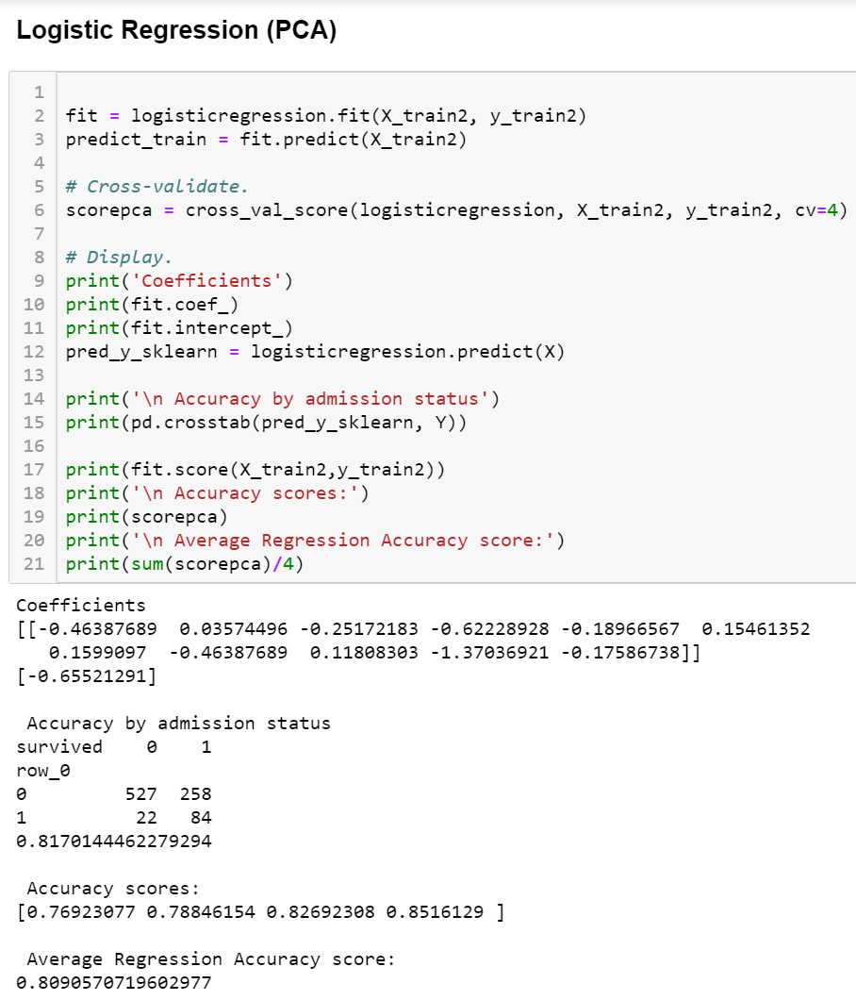 Logistic Regression (PCA)
1
2 fit = logisticregression.fit(X_train2, y_train2)
3 predict_train = fit.predict(X_train2)
4
5 # Cross-validate.
6 scorepca = cross_val_score(logisticregression, X_train2, y_train2, cv=4)
7
8 # Display.
9 print('Coefficients')
10 print(fit.coef_)
11 print(fit.intercept_)
12 pred_y_sklearn = logisticregression.predict(X)
13
14 print('\n Accuracy by admission status')
15 print(pd.crosstab(pred_y_sklearn, Y))
16
17 print(fit.score(X_train2,y_train2))
18 print('\n Accuracy scores:')
19 print(scorepca)
20 print('\n Average Regression Accuracy score:')
21 print(sum(scorepca)/4)
Coefficients
[[-0.46387689  0.03574496 -0.25172183 -0.62228928 -0.18966567  0.15461352
   0.1599097  -0.46387689  0.11808303 -1.37036921 -0.17586738]]
[-0.65521291]
 Accuracy by admission status
survived    0    1
row_0
0         527  258
1          22   84
0.8170144462279294
 Accuracy scores:
[0.76923077 0.78846154 0.82692308 0.8516129 ]
 Average Regression Accuracy score:
0.8090570719602977